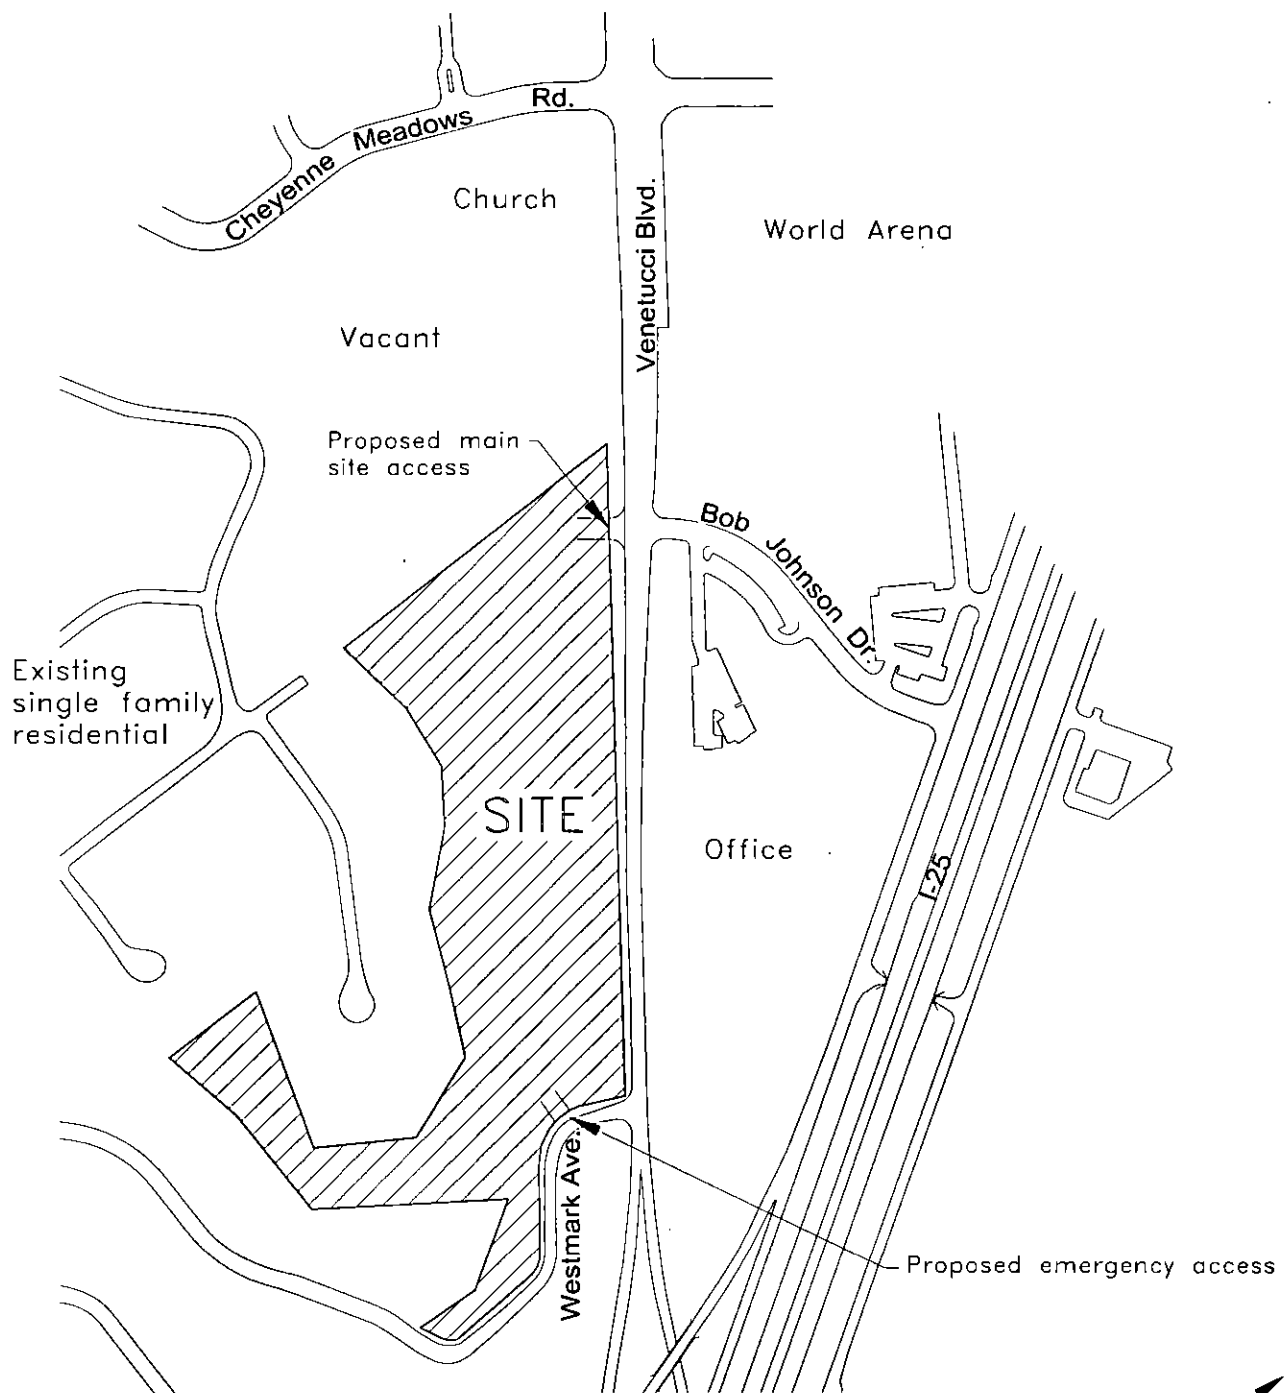 Cheyenne Meadows Rd.
Church
World Arena
Venetucci Blvd.
Vacant
Proposed main
site access
Bob Johnson Dr.
Existing
single family
residential
SITE
Office
I-25
Westmark Ave.
Proposed emergency access